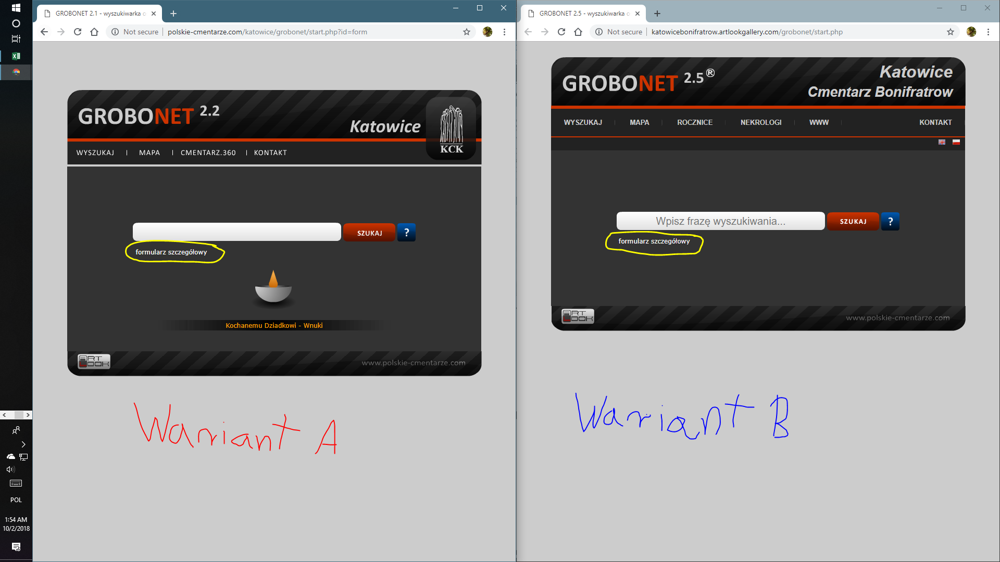 GROBONET 2.1 - wyszukiwarka o
Not secure
polskie-cmentarze.com/katowice/grobonet/start.php?id=form
GROBONET 2.2
Katowice
KCK
WYSZUKAJ
MAPA
CMENTARZ.360
KONTAKT
SZUKAJ
?
formularz szczegółowy
Kochanemu Dziadkowi - Wnuki
ART LOOK
www.polskie-cmentarze.com
Wariant A
GROBONET 2.5 - wyszukiwarka o
Not secure
katowicebonifratrow.artlookgallery.com/grobonet/start.php
GROBONET 2.5®
Katowice
Cmentarz Bonifratrow
WYSZUKAJ
MAPA
ROCZNICE
NEKROLOGI
WWW
KONTAKT
Wpisz frazę wyszukiwania...
SZUKAJ
?
formularz szczegółowy
ART LOOK
www.polskie-cmentarze.com
Wariant B
POL
1:54 AM
10/2/2018